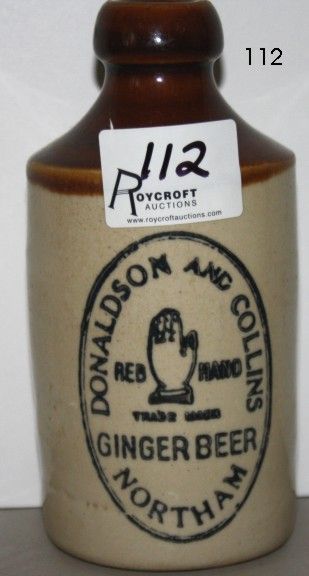 112
112
ROYCROFT
AUCTIONS
www.roycroftauctions.com
DONALDSON AND COLLINS
RED HAND
TRADE MARK
GINGER BEER
NORTHAM